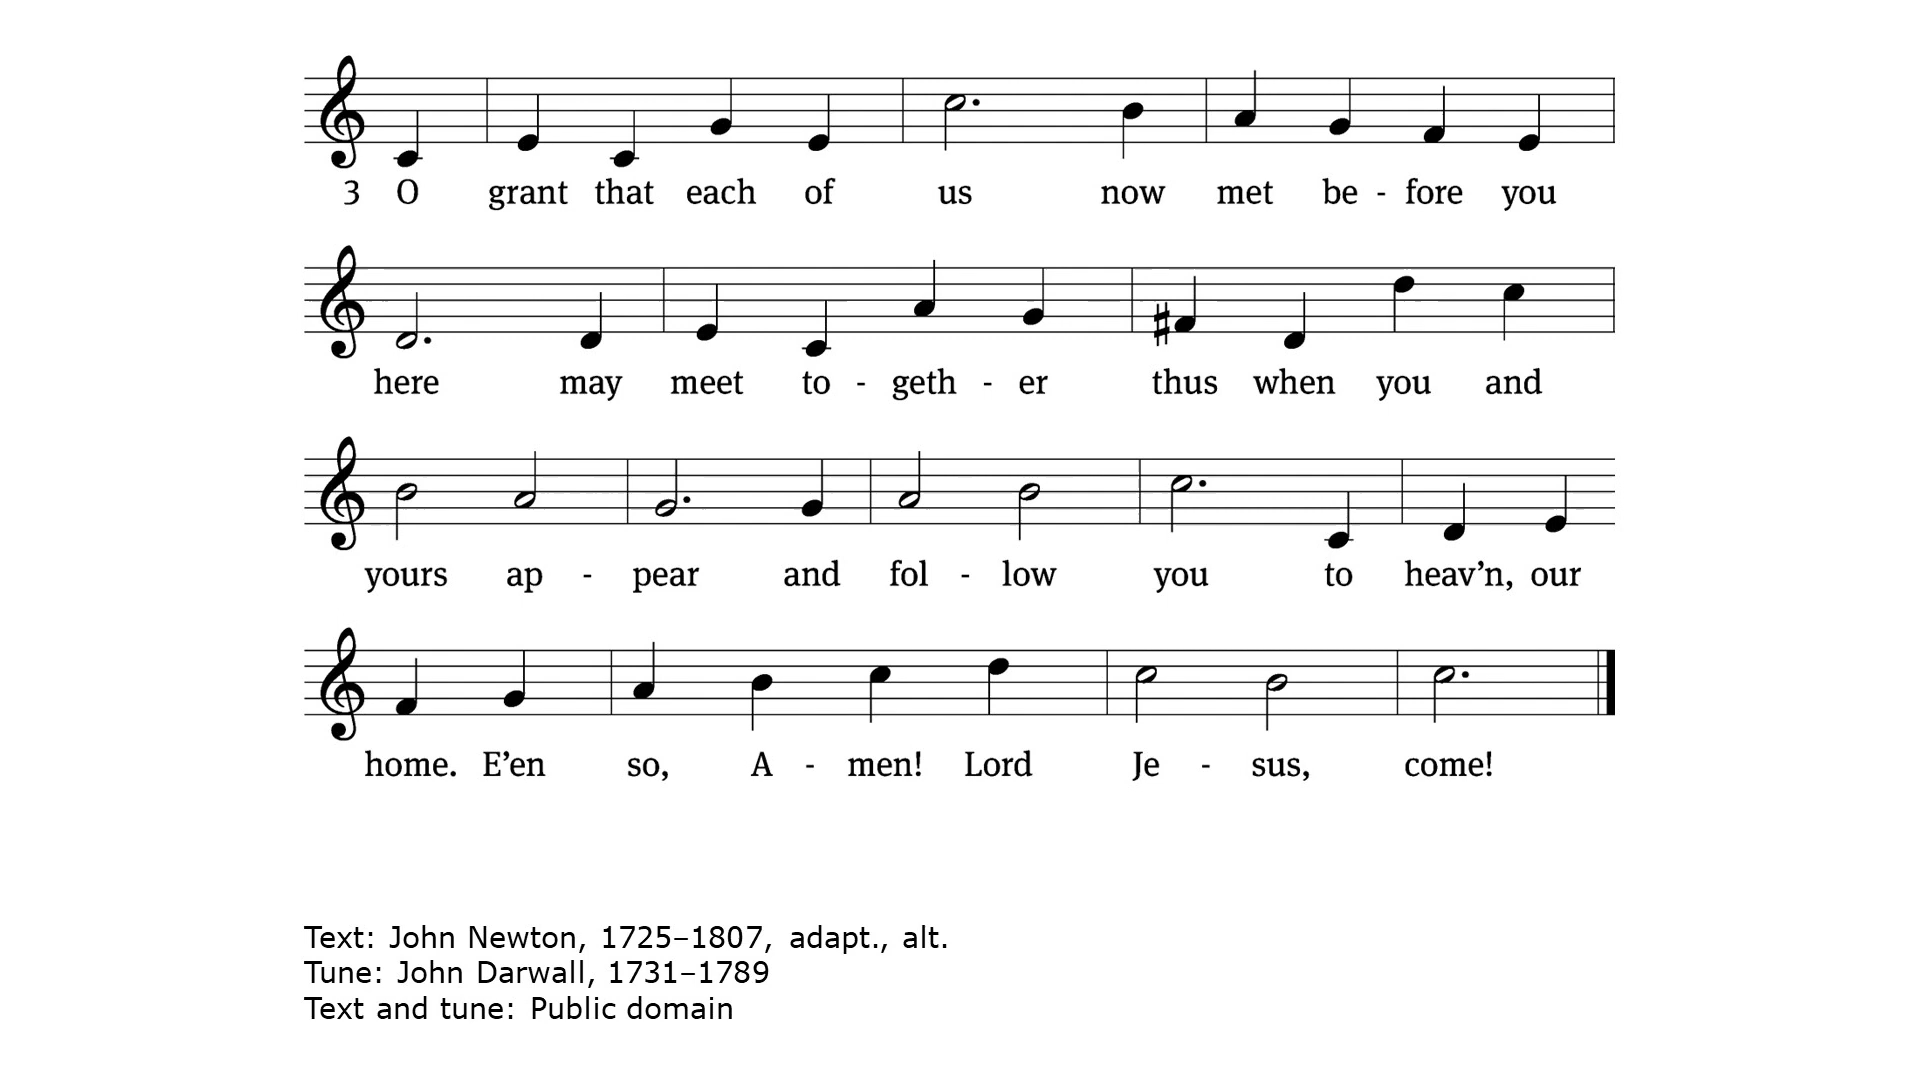 3 O grant that each of us now met be - fore you
here may meet to - geth - er thus when you and
yours ap - pear and fol - low you to heav’n, our
home. E’en so, A - men! Lord Je - sus, come!
Text: John Newton, 1725–1807, adapt., alt.
Tune: John Darwall, 1731–1789
Text and tune: Public domain